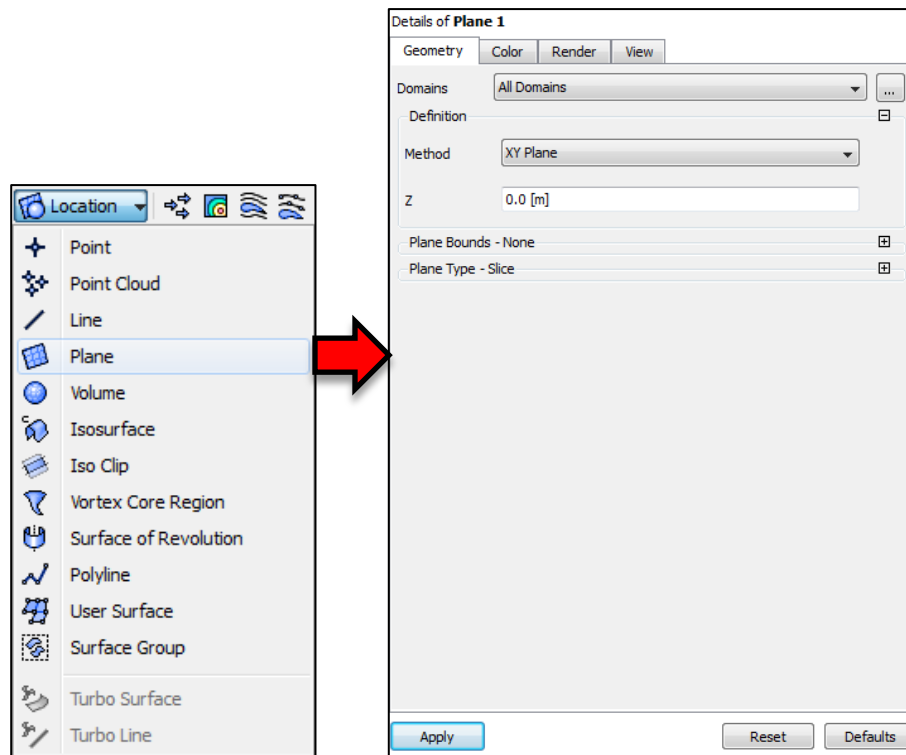 Location
Point
Point Cloud
Line
Plane
Volume
Isosurface
Iso Clip
Vortex Core Region
Surface of Revolution
Polyline
User Surface
Surface Group
Turbo Surface
Turbo Line
Details of Plane 1
Geometry Color Render View
Domains All Domains ...
Definition
Method XY Plane
Z 0.0 [m]
Plane Bounds - None
Plane Type - Slice
Apply Reset Defaults